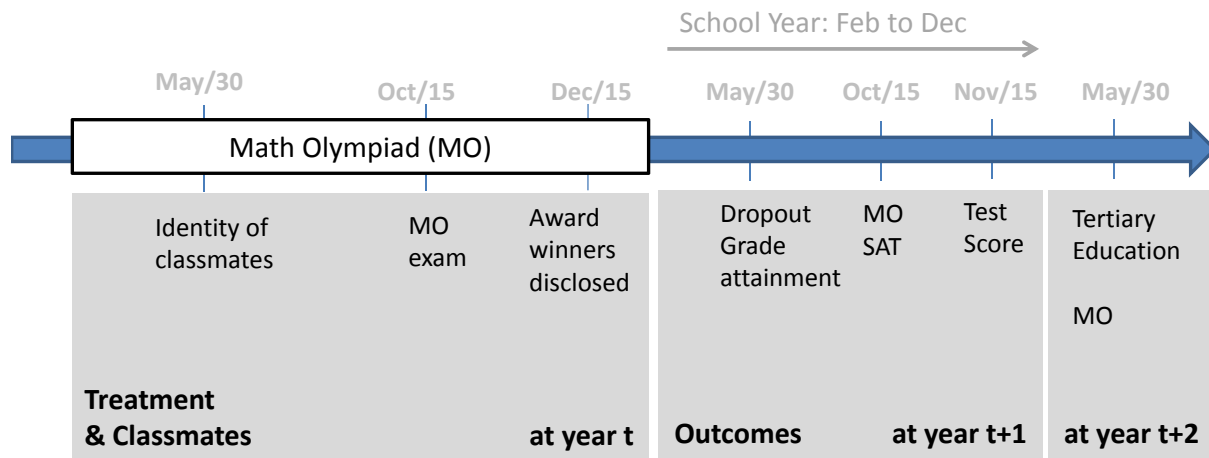 School Year: Feb to Dec
May/30
Oct/15
Dec/15
May/30
Oct/15
Nov/15
May/30
Math Olympiad (MO)
Identity of
classmates
MO
exam
Award
winners
disclosed
Dropout
Grade
attainment
MO
SAT
Test
Score
Tertiary
Education
MO
Treatment
& Classmates
at year t
Outcomes
at year t+1
at year t+2